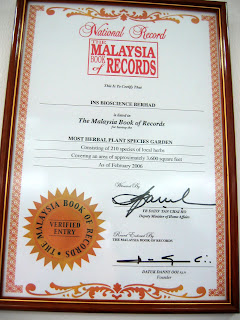 National Record
THE
MALAYSIA
BOOK
of RECORDS
This Is To Certify That
INS BIOSCIENCE BERHAD
is listed in
The Malaysia Book of Records
for having the
MOST HERBAL PLANT SPECIES GARDEN
Consisting of 210 species of local herbs
Covering an area of approximately 3,600 square feet
As of February 2006
Witnessed By
Deputy Minister of Home Affairs
Record Endorsed By
THE MALAYSIA BOOK OF RECORDS
Founder
THE MALAYSIA BOOK OF RECORDS
VERIFIED
ENTRY